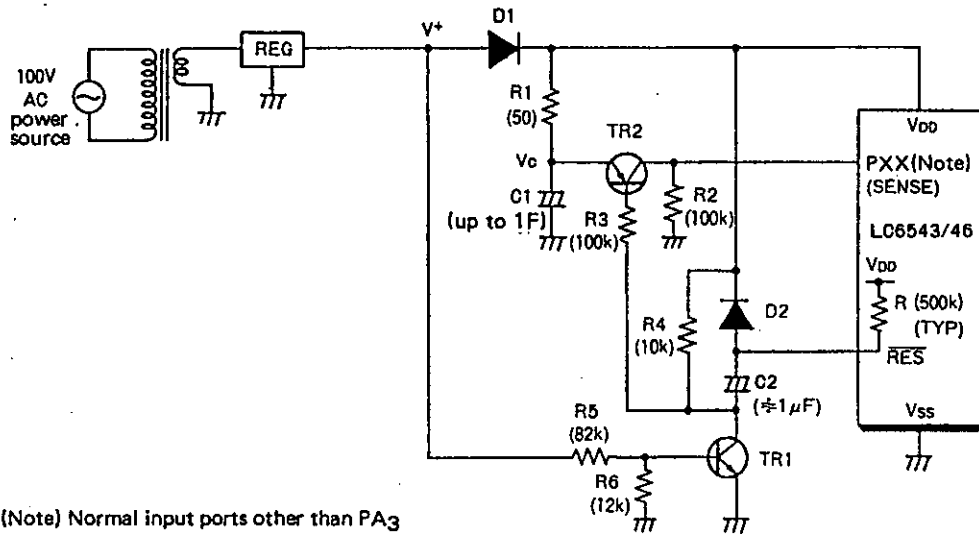 D1
V+
REG
100V
AC
power
source
R1
(50)
TR2
VDD
Vc
PXX(Note)
(SENSE)
C1
(up to 1F)
R3
(100k)
R2
(100k)
LC6543/46
VDD
R (500k)
(TYP)
R4
(10k)
D2
RES
C2
(≑1μF)
R5
(82k)
VSS
TR1
R6
(12k)
(Note) Normal input ports other than PA3